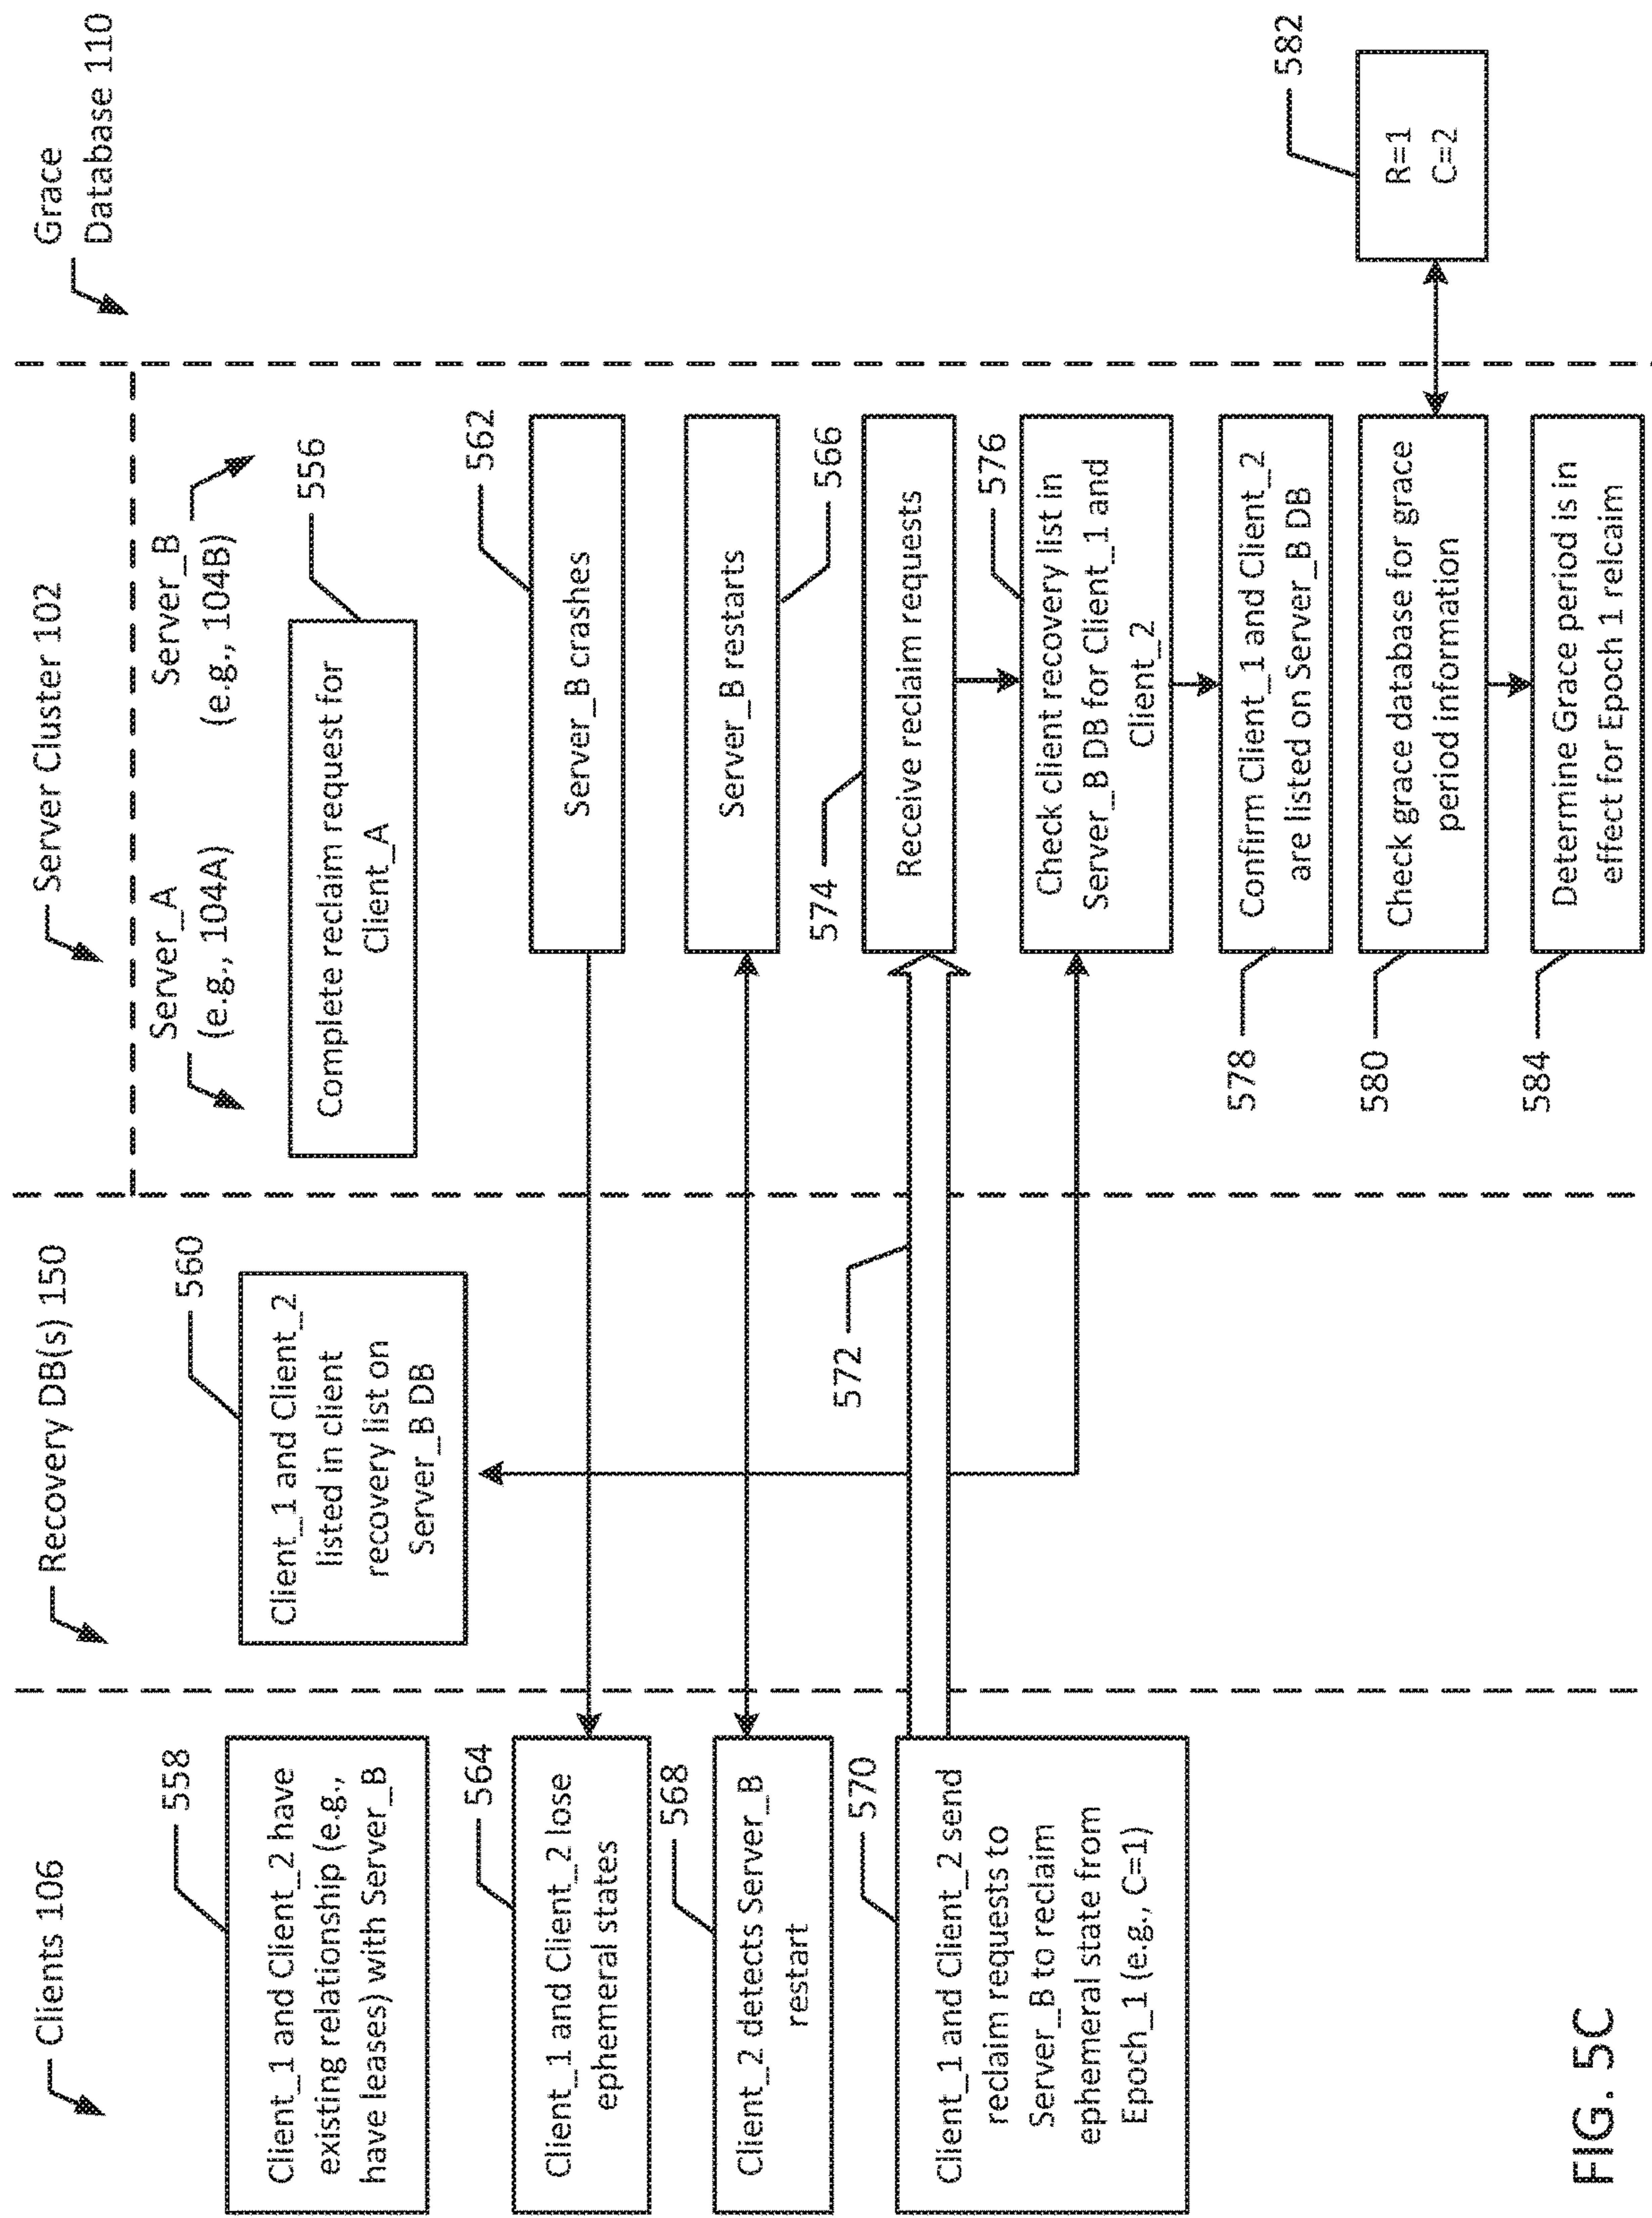 Clients 106
Recovery DB(s) 150
Server Cluster 102
Grace
Database 110
Server_A
(e.g., 104A)
Server_B
(e.g., 104B)
556
Complete reclaim request for
Client_A
558
Client_1 and Client_2 have
existing relationship (e.g.,
have leases) with Server_B
560
Client_1 and Client_2
listed in client
recovery list on
Server_B DB
562
Server_B crashes
564
Client_1 and Client_2 lose
ephemeral states
566
Server_B restarts
568
Client_2 detects Server_B
restart
570
Client_1 and Client_2 send
reclaim requests to
Server_B to reclaim
ephemeral state from
Epoch_1 (e.g., C=1)
572
574
Receive reclaim requests
576
Check client recovery list in
Server_B DB for Client_1 and
Client_2
578
Confirm Client_1 and Client_2
are listed on Server_B DB
580
Check grace database for grace
period information
582
R=1
C=2
584
Determine Grace period is in
effect for Epoch 1 relcaim
FIG. 5C